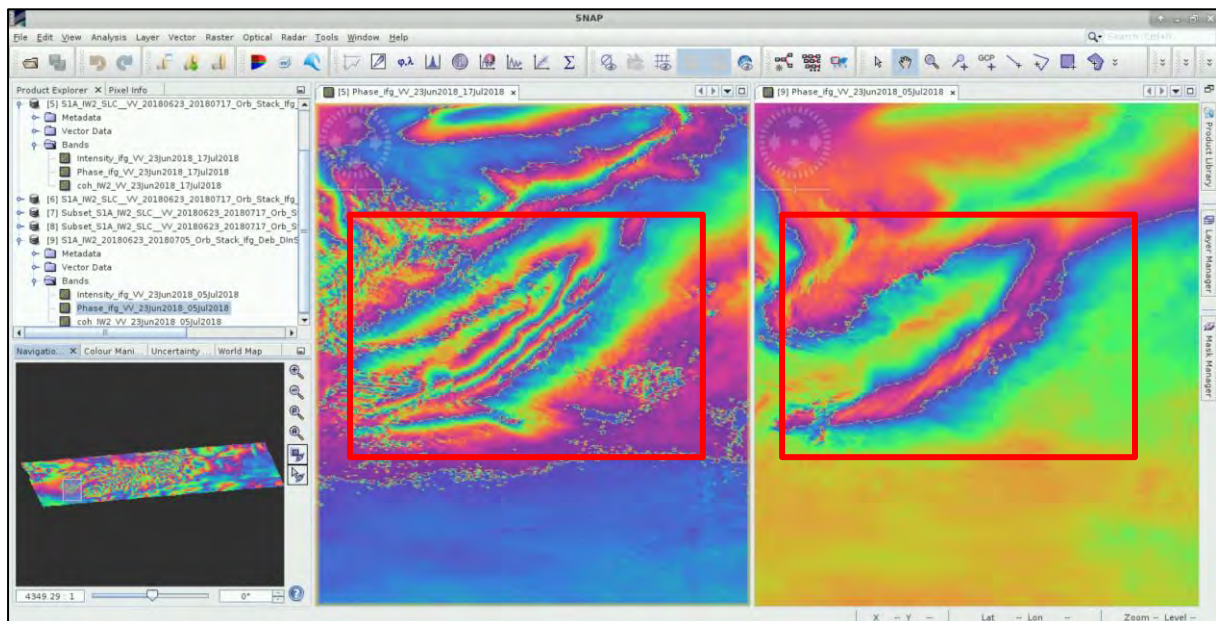 SNAP
File Edit View Analysis Layer Vector Raster Optical Radar Tools Window Help
Search (Ctrl+I)
Product Explorer X Pixel Info
[5] S1A_IW2_SLC__VV_20180623_20180717_Orb_Stack_Ifg_
Metadata
Vector Data
Bands
Intensity_ifg_VV_23Jun2018_17Jul2018
Phase_ifg_VV_23Jun2018_17Jul2018
coh_IW2_VV_23Jun2018_17Jul2018
[6] S1A_IW2_SLC__VV_20180623_20180717_Orb_Stack_Ifg_
[7] Subset_S1A_IW2_SLC__VV_20180623_20180717_Orb_S
[8] Subset_S1A_IW2_SLC__VV_20180623_20180717_Orb_S
[9] S1A_IW2_20180623_20180705_Orb_Stack_Ifg_Deb_DInS
Metadata
Vector Data
Bands
Intensity_ifg_VV_23Jun2018_05Jul2018
Phase_ifg_VV_23Jun2018_05Jul2018
coh_IW2_VV_23Jun2018_05Jul2018
Navigatio... X Colour Mani... Uncertainty ... World Map
4349.29 : 1
0°
[5] Phase_ifg_VV_23Jun2018_17Jul2018 x
[9] Phase_ifg_VV_23Jun2018_05Jul2018 x
φ,λ
Σ
GCP
Product Library
Layer Manager
Mask Manager
X -- Y -- Lat -- Lon -- Zoom -- Level --